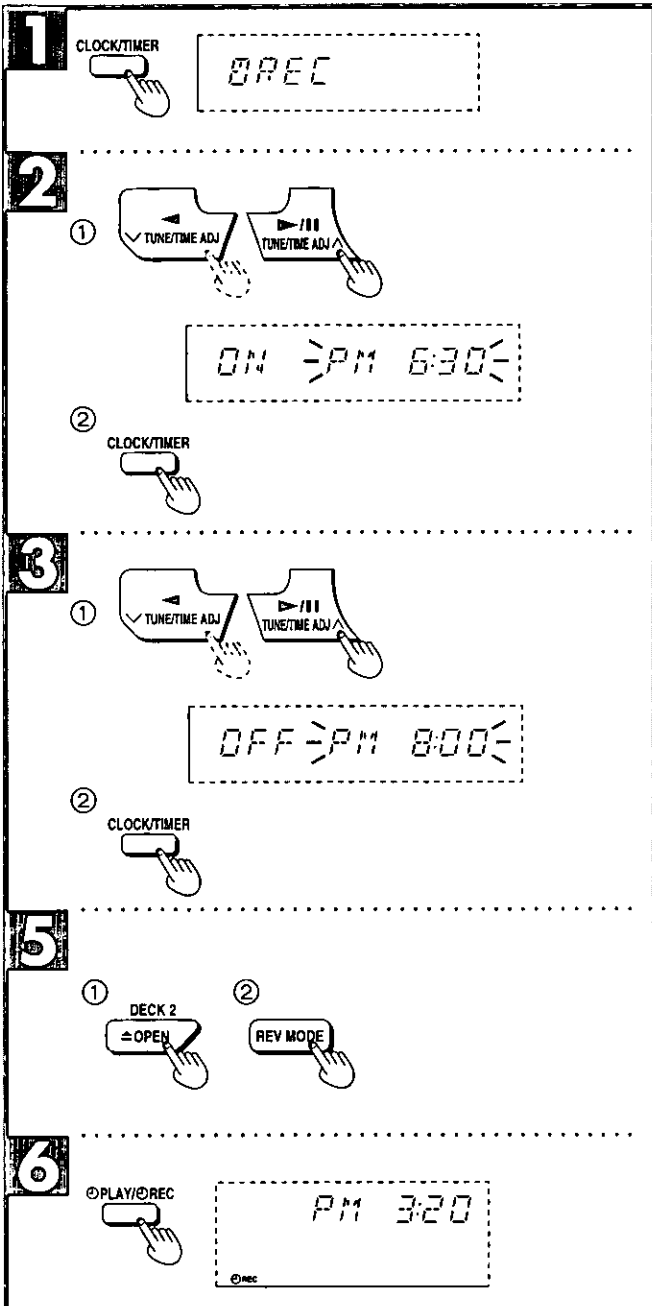 1
CLOCK/TIMER
⏲REC
2
①
◀
∨ TUNE/TIME ADJ
▷/II
TUNE/TIME ADJ ∧
ON PM 6:30
②
CLOCK/TIMER
3
①
◀
∨ TUNE/TIME ADJ
▷/II
TUNE/TIME ADJ ∧
OFF PM 8:00
②
CLOCK/TIMER
5
① ②
DECK 2
≜OPEN REV MODE
6
⏲PLAY/⏲REC
PM 3:20
⏲REC